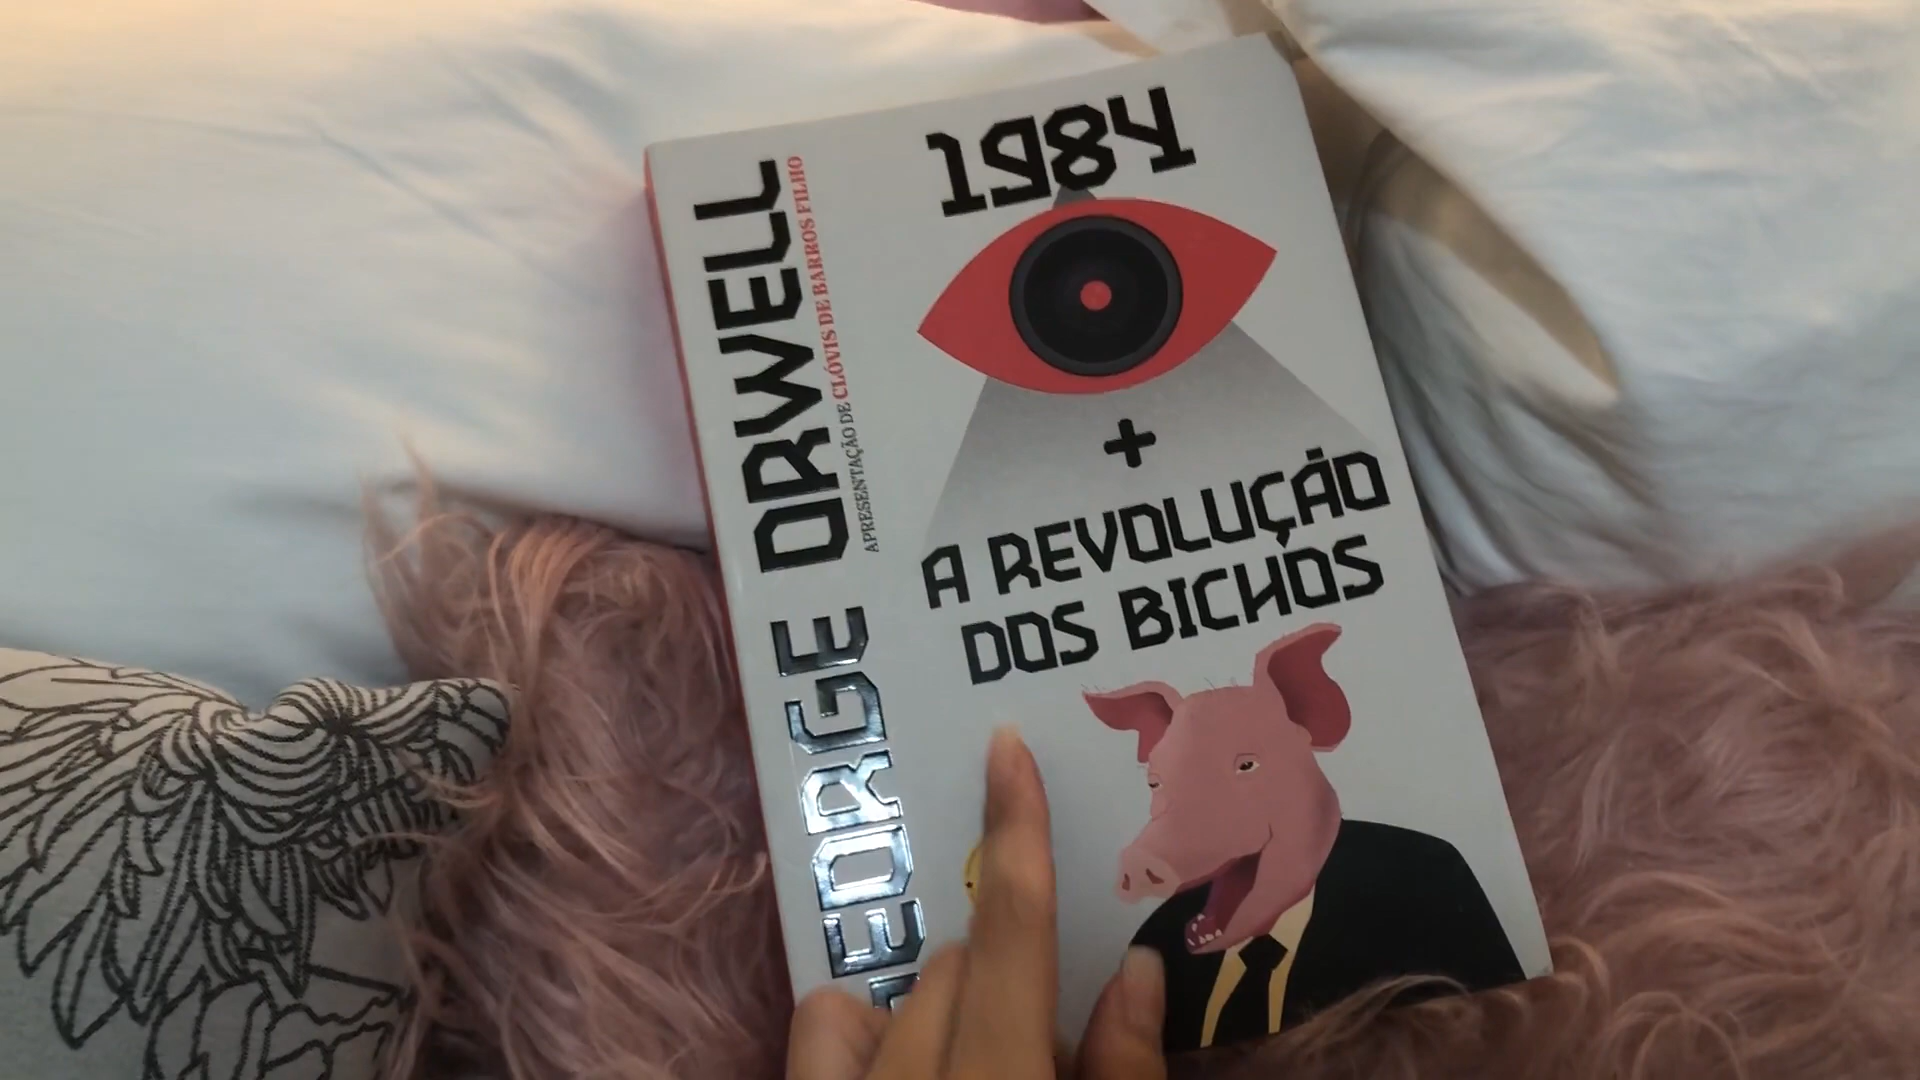 1984
+
A REVOLUÇÃO
DOS BICHOS
GEORGE ORWELL
APRESENTAÇÃO DE CLÓVIS DE BARROS FILHO